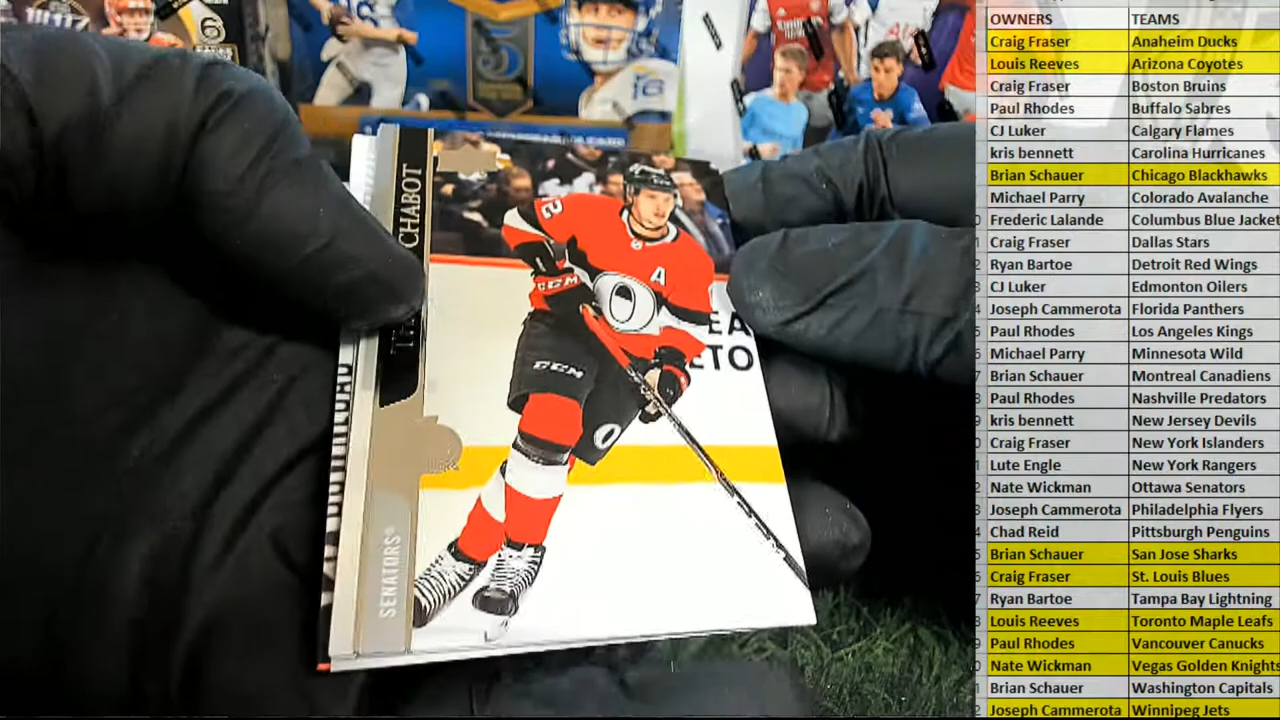 OWNERS TEAMS
Craig Fraser Anaheim Ducks
Louis Reeves Arizona Coyotes
Craig Fraser Boston Bruins
Paul Rhodes Buffalo Sabres
CJ Luker Calgary Flames
kris bennett Carolina Hurricanes
Brian Schauer Chicago Blackhawks
Michael Parry Colorado Avalanche
Frederic Lalande Columbus Blue Jacket
Craig Fraser Dallas Stars
Ryan Bartoe Detroit Red Wings
CJ Luker Edmonton Oilers
Joseph Cammerota Florida Panthers
Paul Rhodes Los Angeles Kings
Michael Parry Minnesota Wild
Brian Schauer Montreal Canadiens
Paul Rhodes Nashville Predators
kris bennett New Jersey Devils
Craig Fraser New York Islanders
Lute Engle New York Rangers
Nate Wickman Ottawa Senators
Joseph Cammerota Philadelphia Flyers
Chad Reid Pittsburgh Penguins
Brian Schauer San Jose Sharks
Craig Fraser St. Louis Blues
Ryan Bartoe Tampa Bay Lightning
Louis Reeves Toronto Maple Leafs
Paul Rhodes Vancouver Canucks
Nate Wickman Vegas Golden Knights
Brian Schauer Washington Capitals
Joseph Cammerota Winnipeg Jets
CHABOT
SENATORS
A
CCM
CCM
ETO
5
16
6